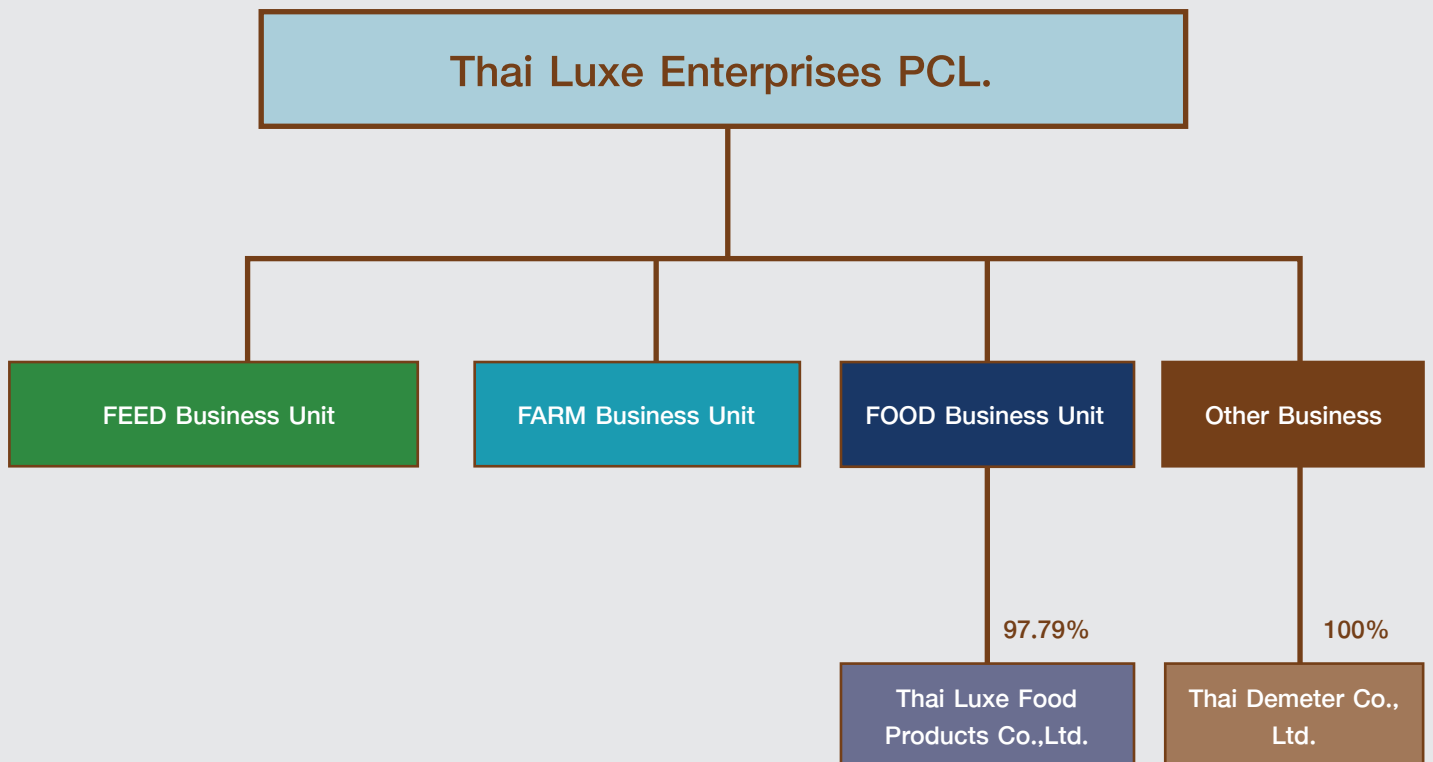 Thai Luxe Enterprises PCL.
FEED Business Unit
FARM Business Unit
FOOD Business Unit
Other Business
97.79%
100%
Thai Luxe Food
Products Co.,Ltd.
Thai Demeter Co.,
Ltd.